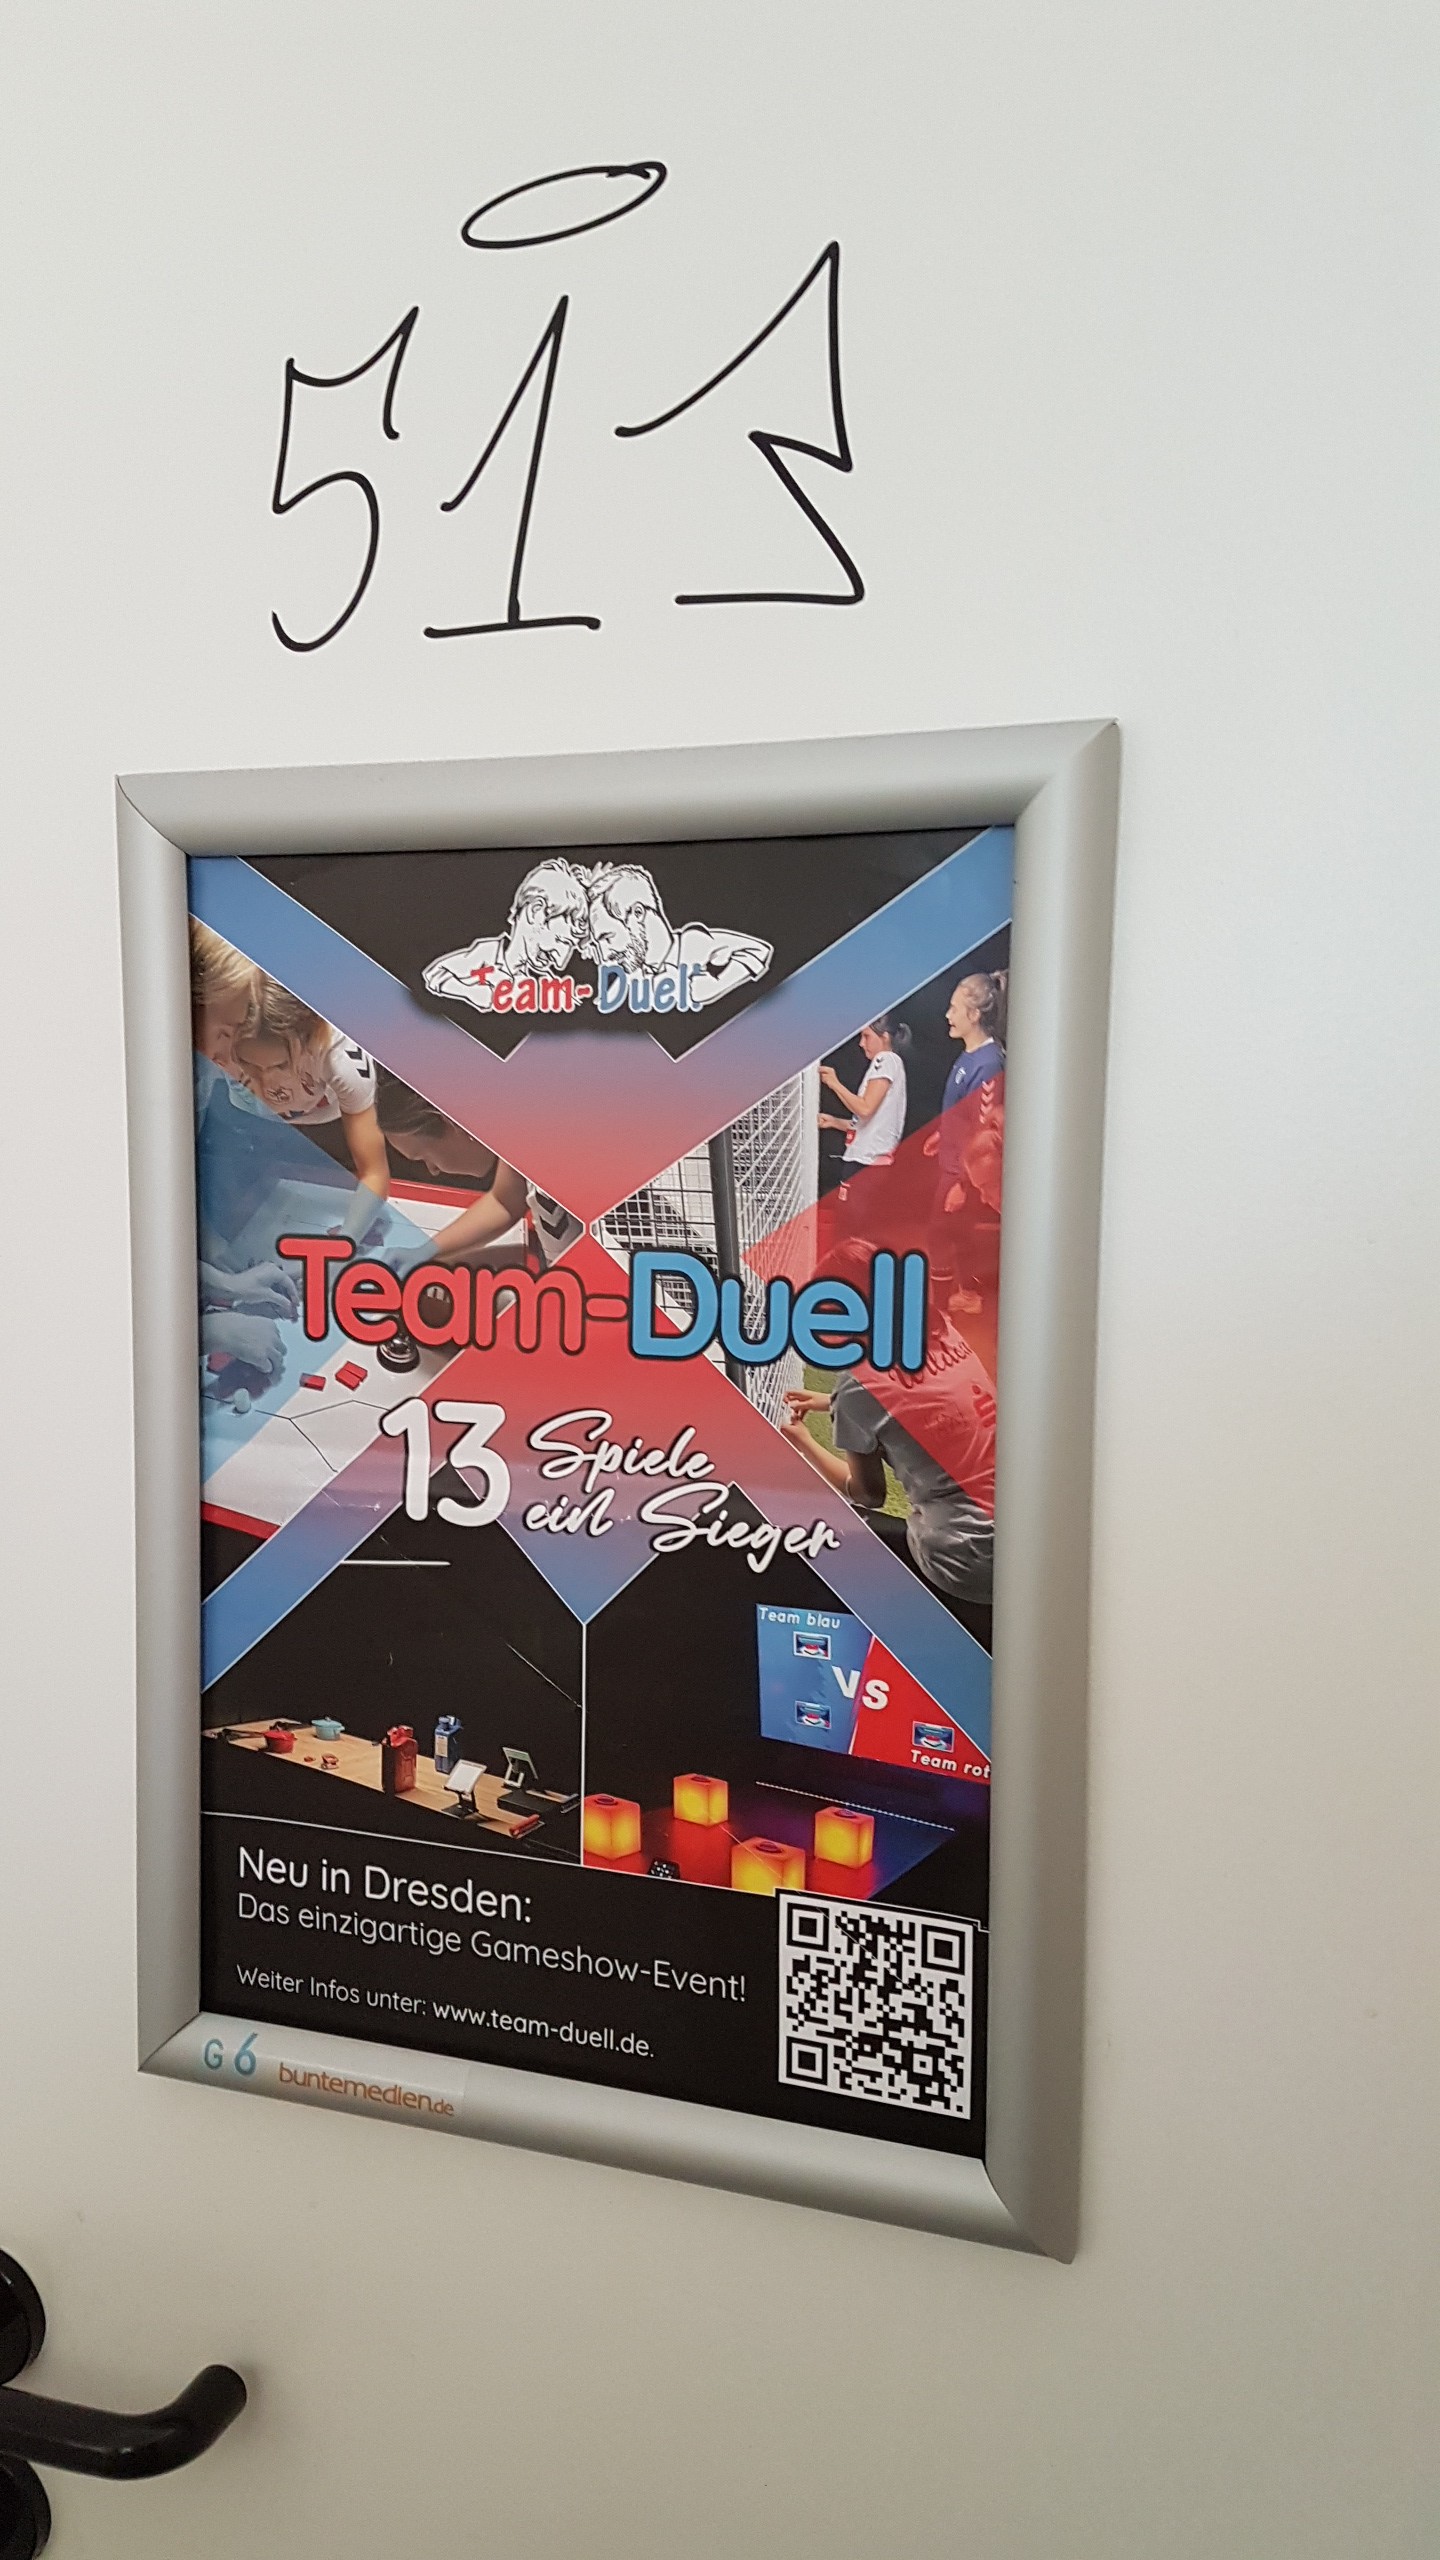 Team-Duell
Team-Duell
13 Spiele
ein Sieger
Team blau
VS
Team rot
Neu in Dresden:
Das einzigartige Gameshow-Event!
Weiter Infos unter: www.team-duell.de.
G 6 buntemedien.de